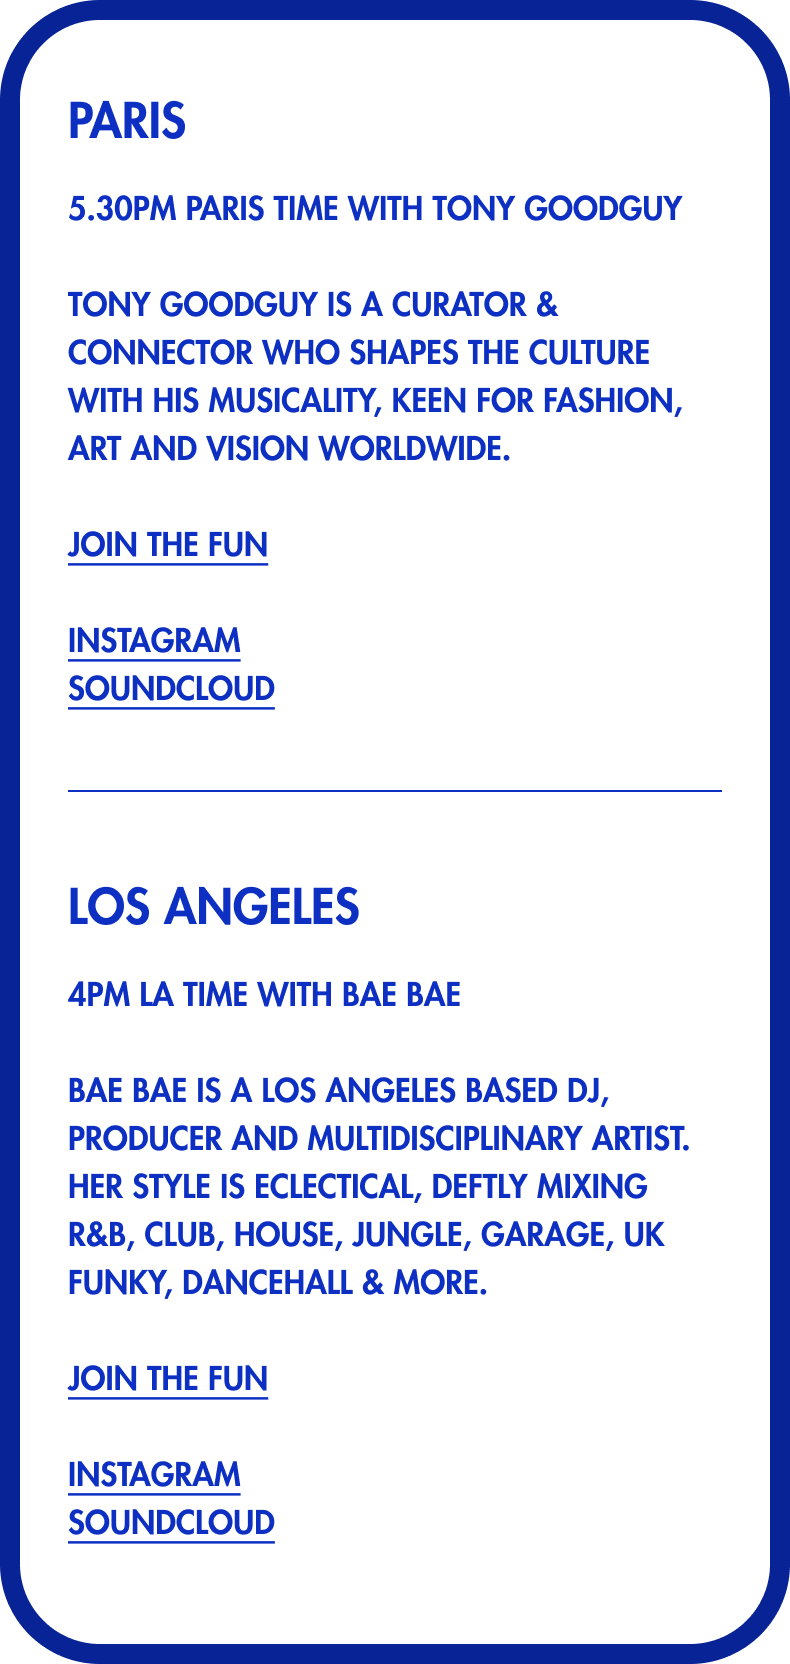 PARIS
5.30PM PARIS TIME WITH TONY GOODGUY
TONY GOODGUY IS A CURATOR &
CONNECTOR WHO SHAPES THE CULTURE
WITH HIS MUSICALITY, KEEN FOR FASHION,
ART AND VISION WORLDWIDE.
JOIN THE FUN
INSTAGRAM
SOUNDCLOUD
LOS ANGELES
4PM LA TIME WITH BAE BAE
BAE BAE IS A LOS ANGELES BASED DJ,
PRODUCER AND MULTIDISCIPLINARY ARTIST.
HER STYLE IS ECLECTICAL, DEFTLY MIXING
R&B, CLUB, HOUSE, JUNGLE, GARAGE, UK
FUNKY, DANCEHALL & MORE.
JOIN THE FUN
INSTAGRAM
SOUNDCLOUD